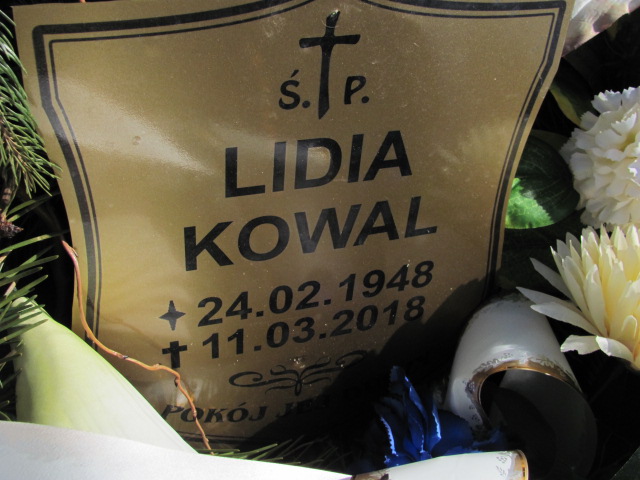 Ś. P.
LIDIA
KOWAL
24.02.1948
11.03.2018
POKÓJ